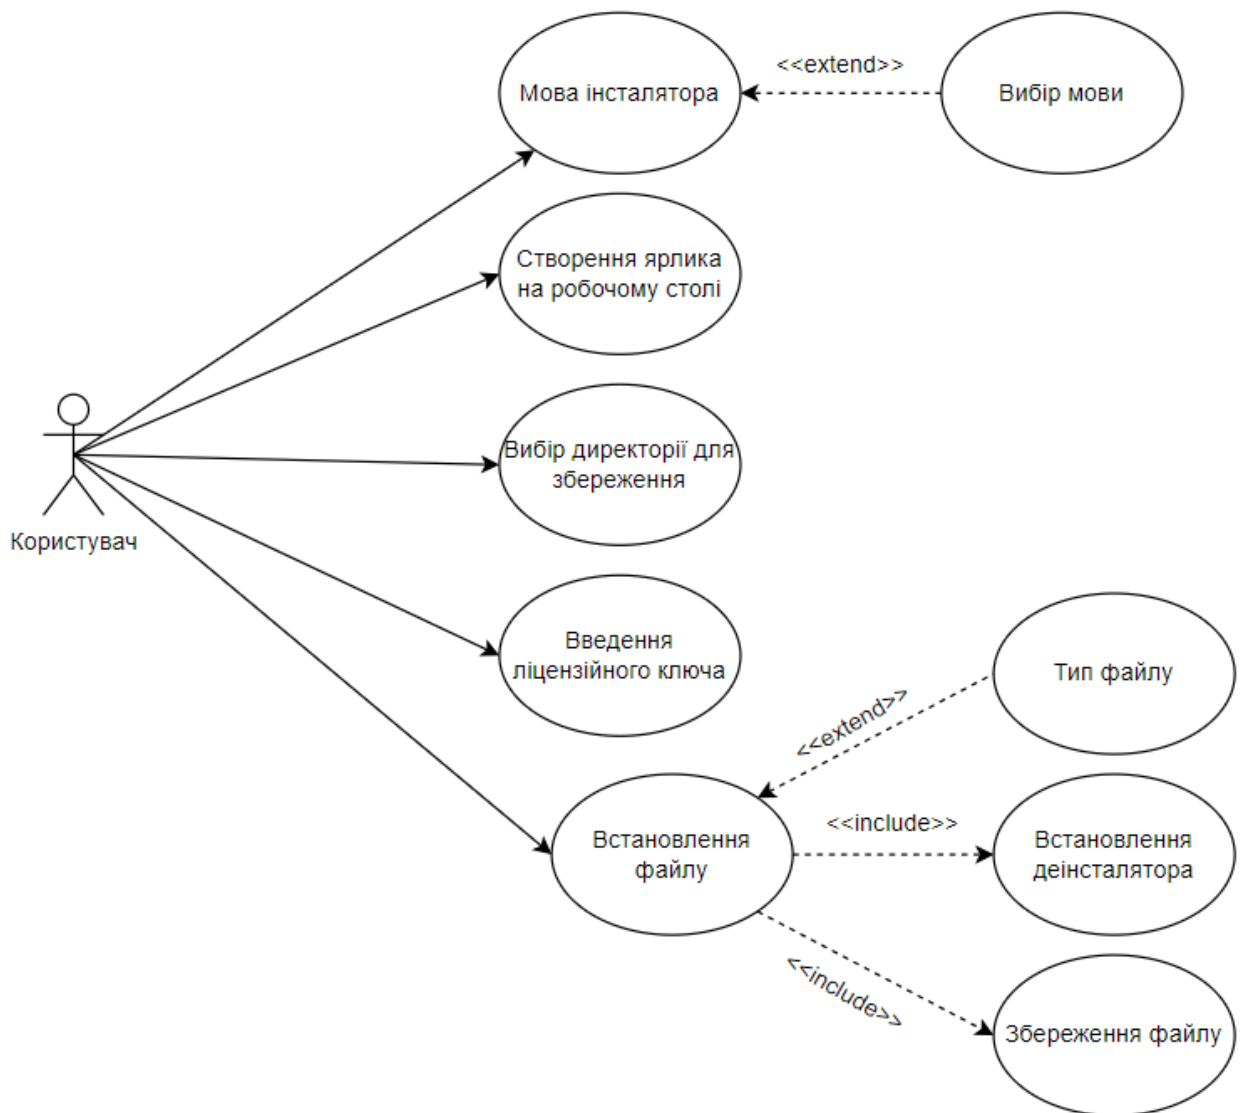 Мова інсталятора
<<extend>>
Вибір мови
Створення ярлика
на робочому столі
Вибір директорії для
збереження
Користувач
Введення
ліцензійного ключа
Тип файлу
<<extend>>
Встановлення
файлу
<<include>>
Встановлення
деінсталятора
<<include>>
Збереження файлу